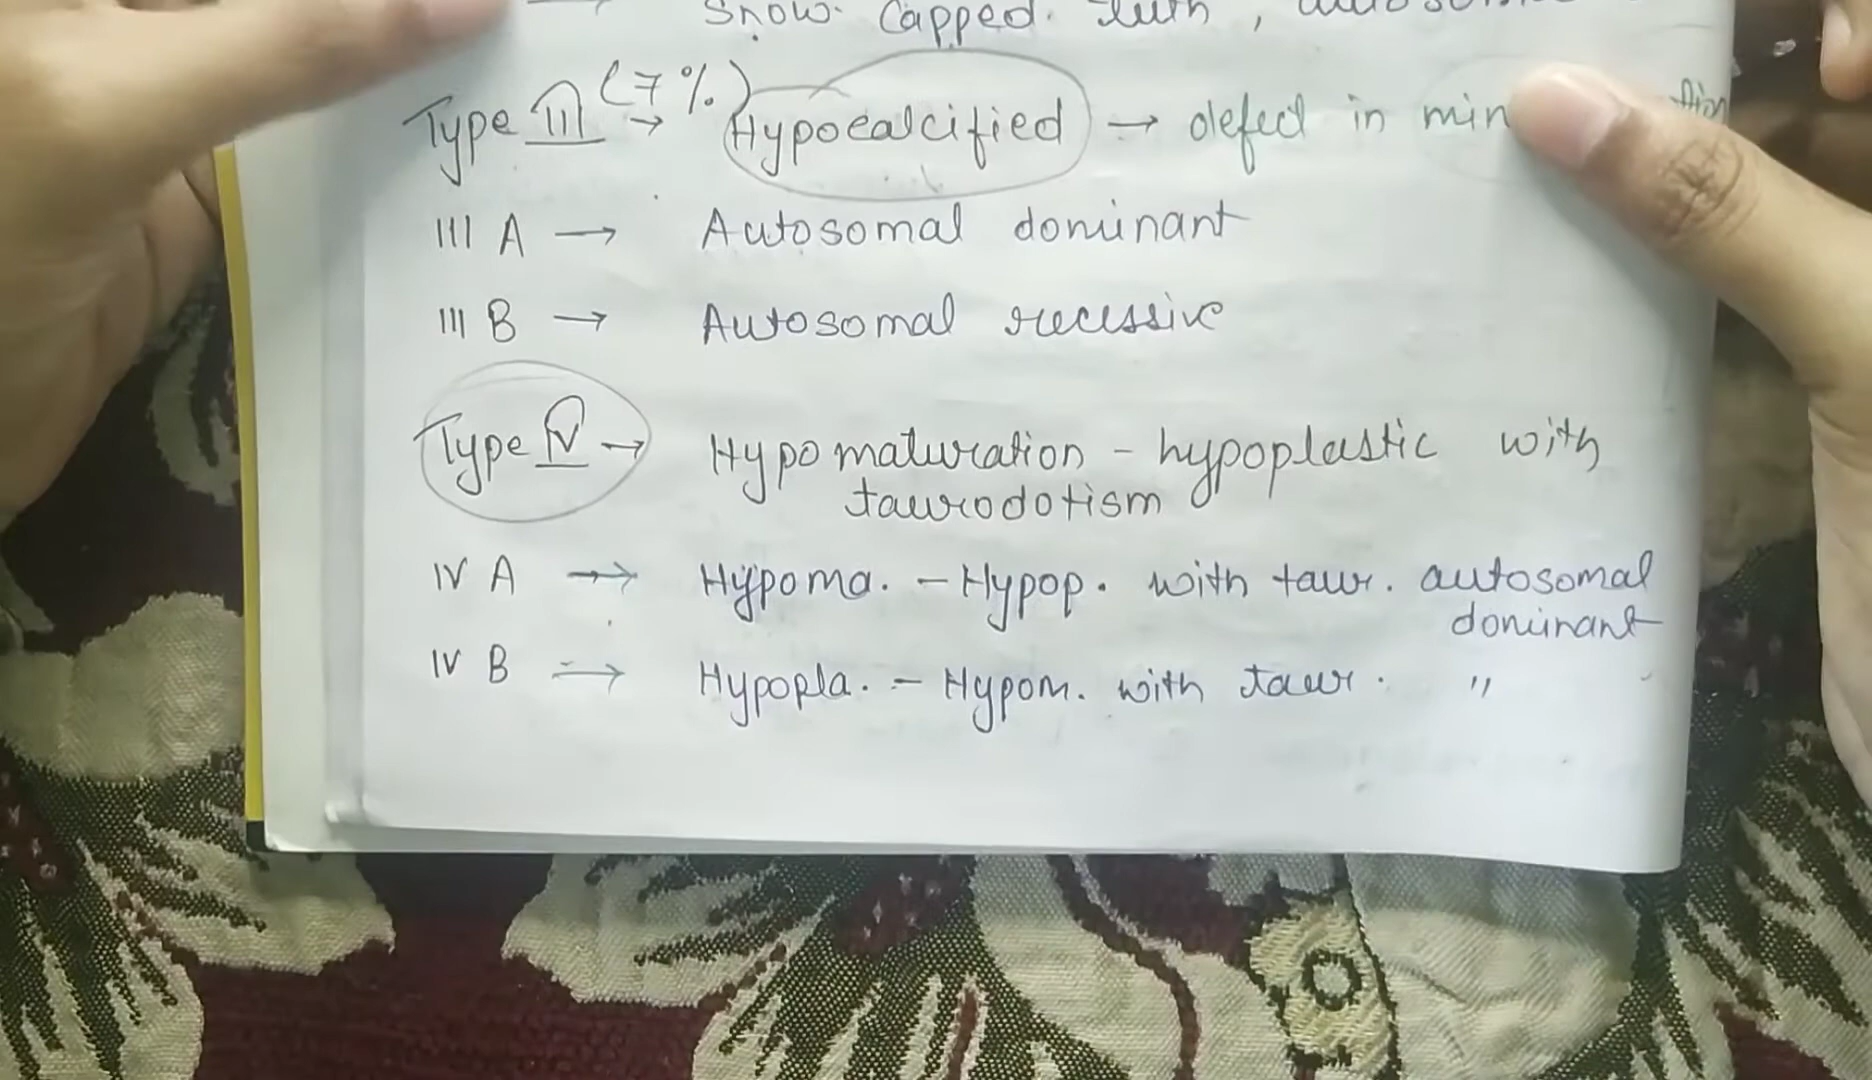 Snow Capped teeth,
Type III (7%) → Hypocalcified → defect in min
III A → Autosomal dominant
III B → Autosomal recessive
Type IV → Hypomaturation - hypoplastic with
taurodotism
IV A → Hypoma. - Hypop. with taur. autosomal
dominant
IV B → Hypopla. - Hypom. with taur. "